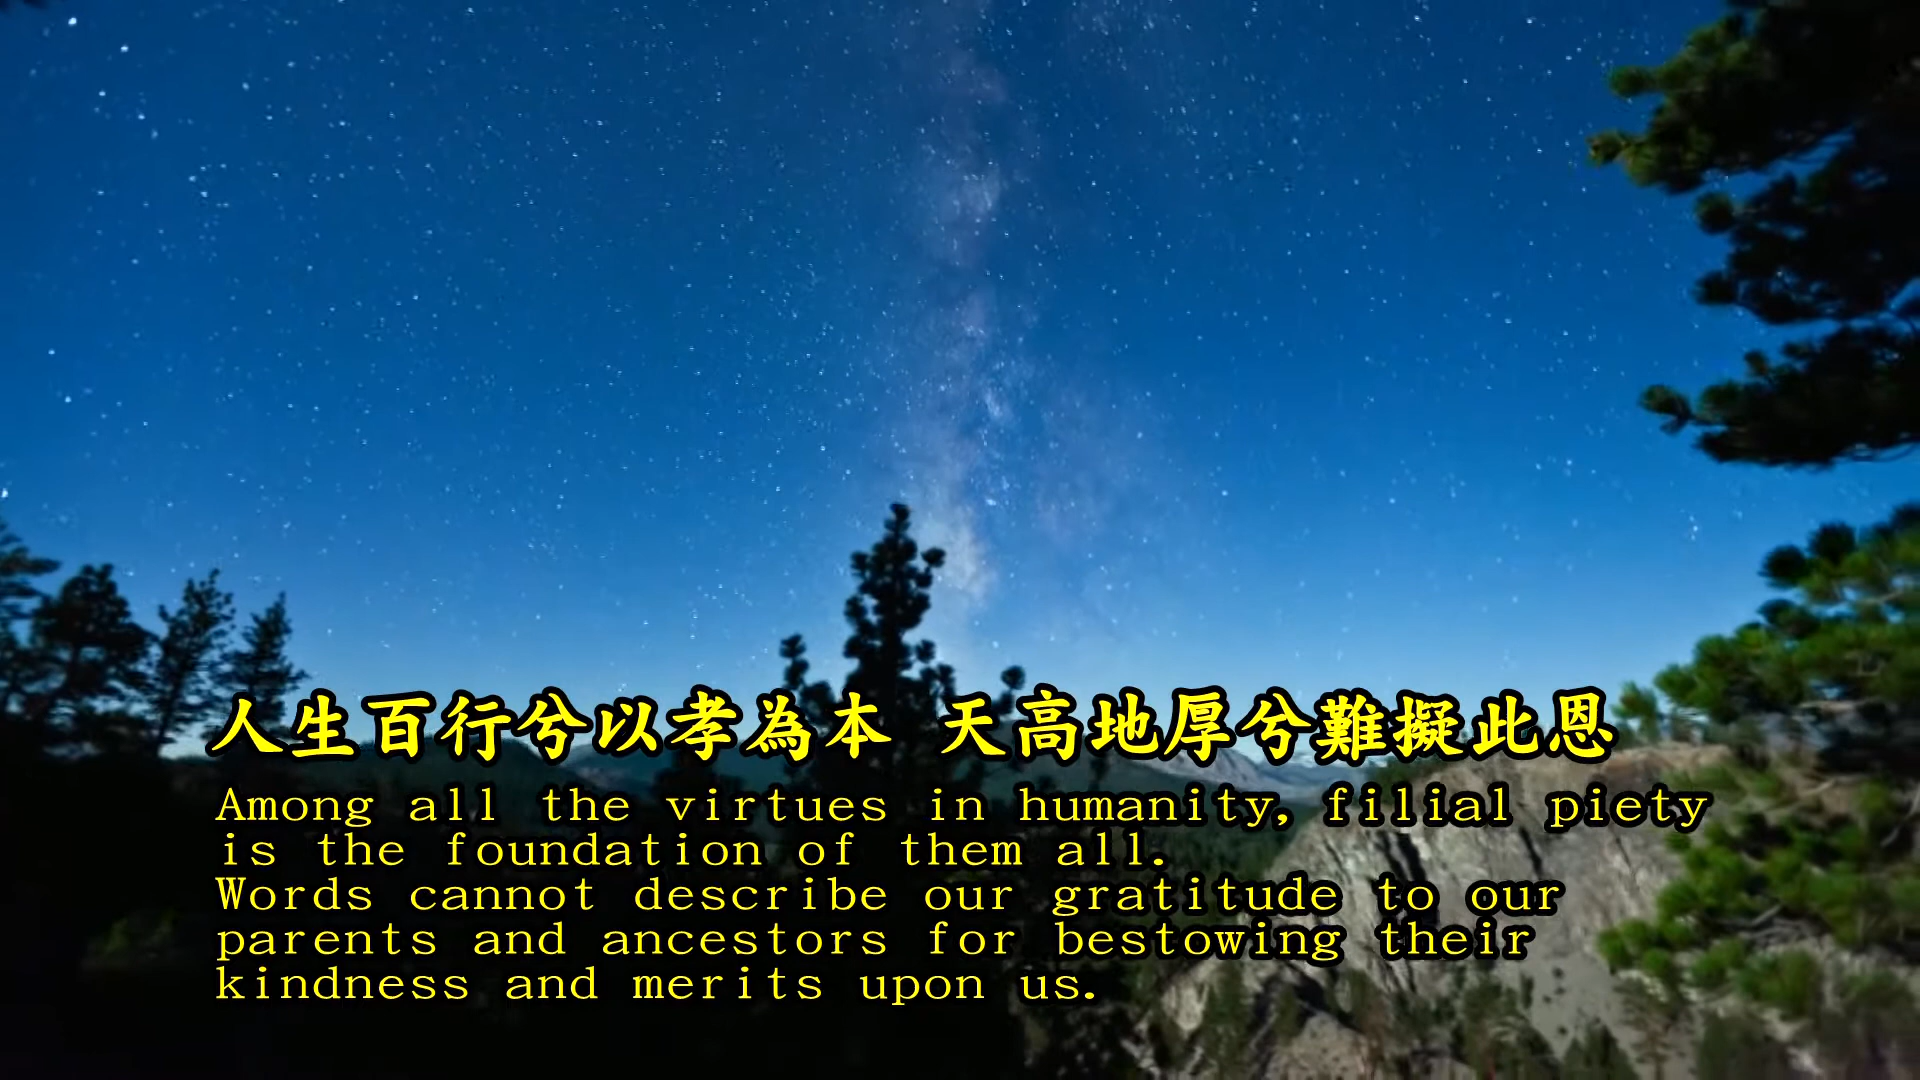 人生百行兮以孝為本 天高地厚兮難擬此恩
Among all the virtues in humanity, filial piety
is the foundation of them all.
Words cannot describe our gratitude to our
parents and ancestors for bestowing their
kindness and merits upon us.